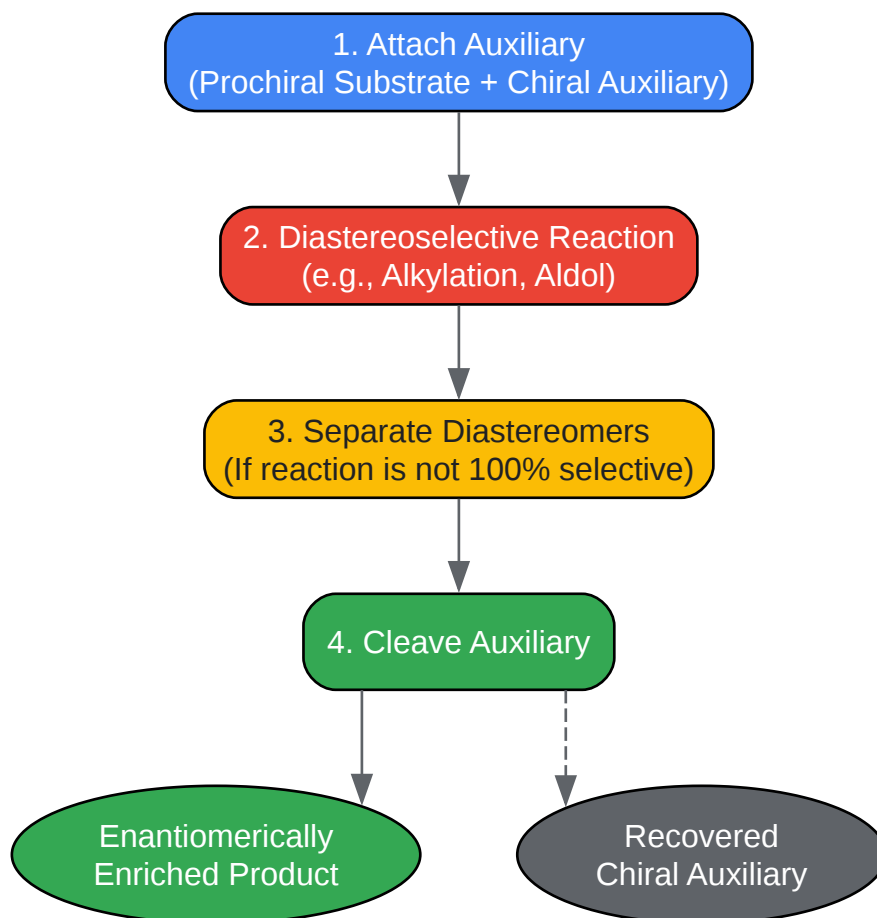 1. Attach Auxiliary
(Prochiral Substrate + Chiral Auxiliary)
2. Diastereoselective Reaction
(e.g., Alkylation, Aldol)
3. Separate Diastereomers
(If reaction is not 100% selective)
4. Cleave Auxiliary
Enantiomerically
Enriched Product
Recovered
Chiral Auxiliary